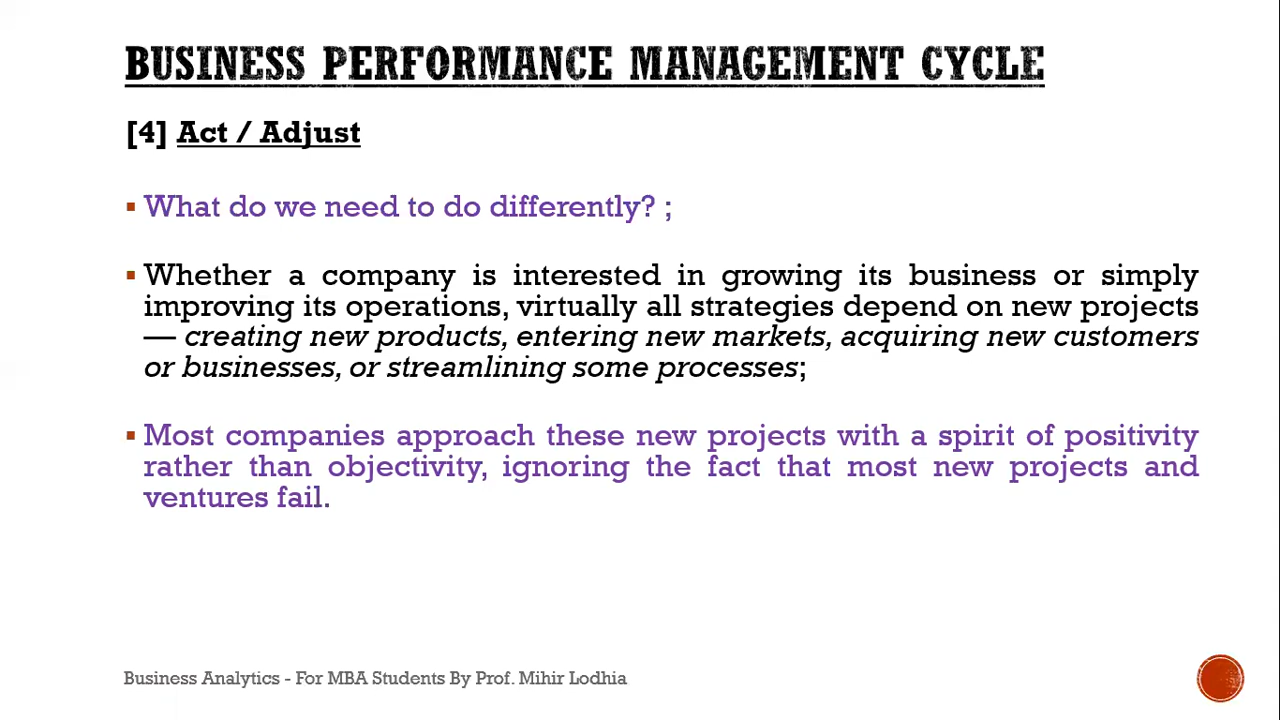 BUSINESS PERFORMANCE MANAGEMENT CYCLE
[4] Act / Adjust
▪ What do we need to do differently? ;
▪ Whether a company is interested in growing its business or simply
improving its operations, virtually all strategies depend on new projects
— creating new products, entering new markets, acquiring new customers
or businesses, or streamlining some processes;
▪ Most companies approach these new projects with a spirit of positivity
rather than objectivity, ignoring the fact that most new projects and
ventures fail.
Business Analytics - For MBA Students By Prof. Mihir Lodhia